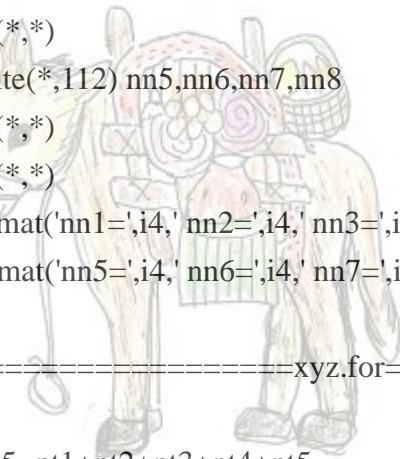 (*,*)
te(*,112) nn5,nn6,nn7,nn8
(*,*)
(*,*)
mat('nn1=',i4,' nn2=',i4,' nn3=',i
mat('nn5=',i4,' nn6=',i4,' nn7=',i
=================xyz.for=
5=nt1+nt2+nt3+nt4+nt5